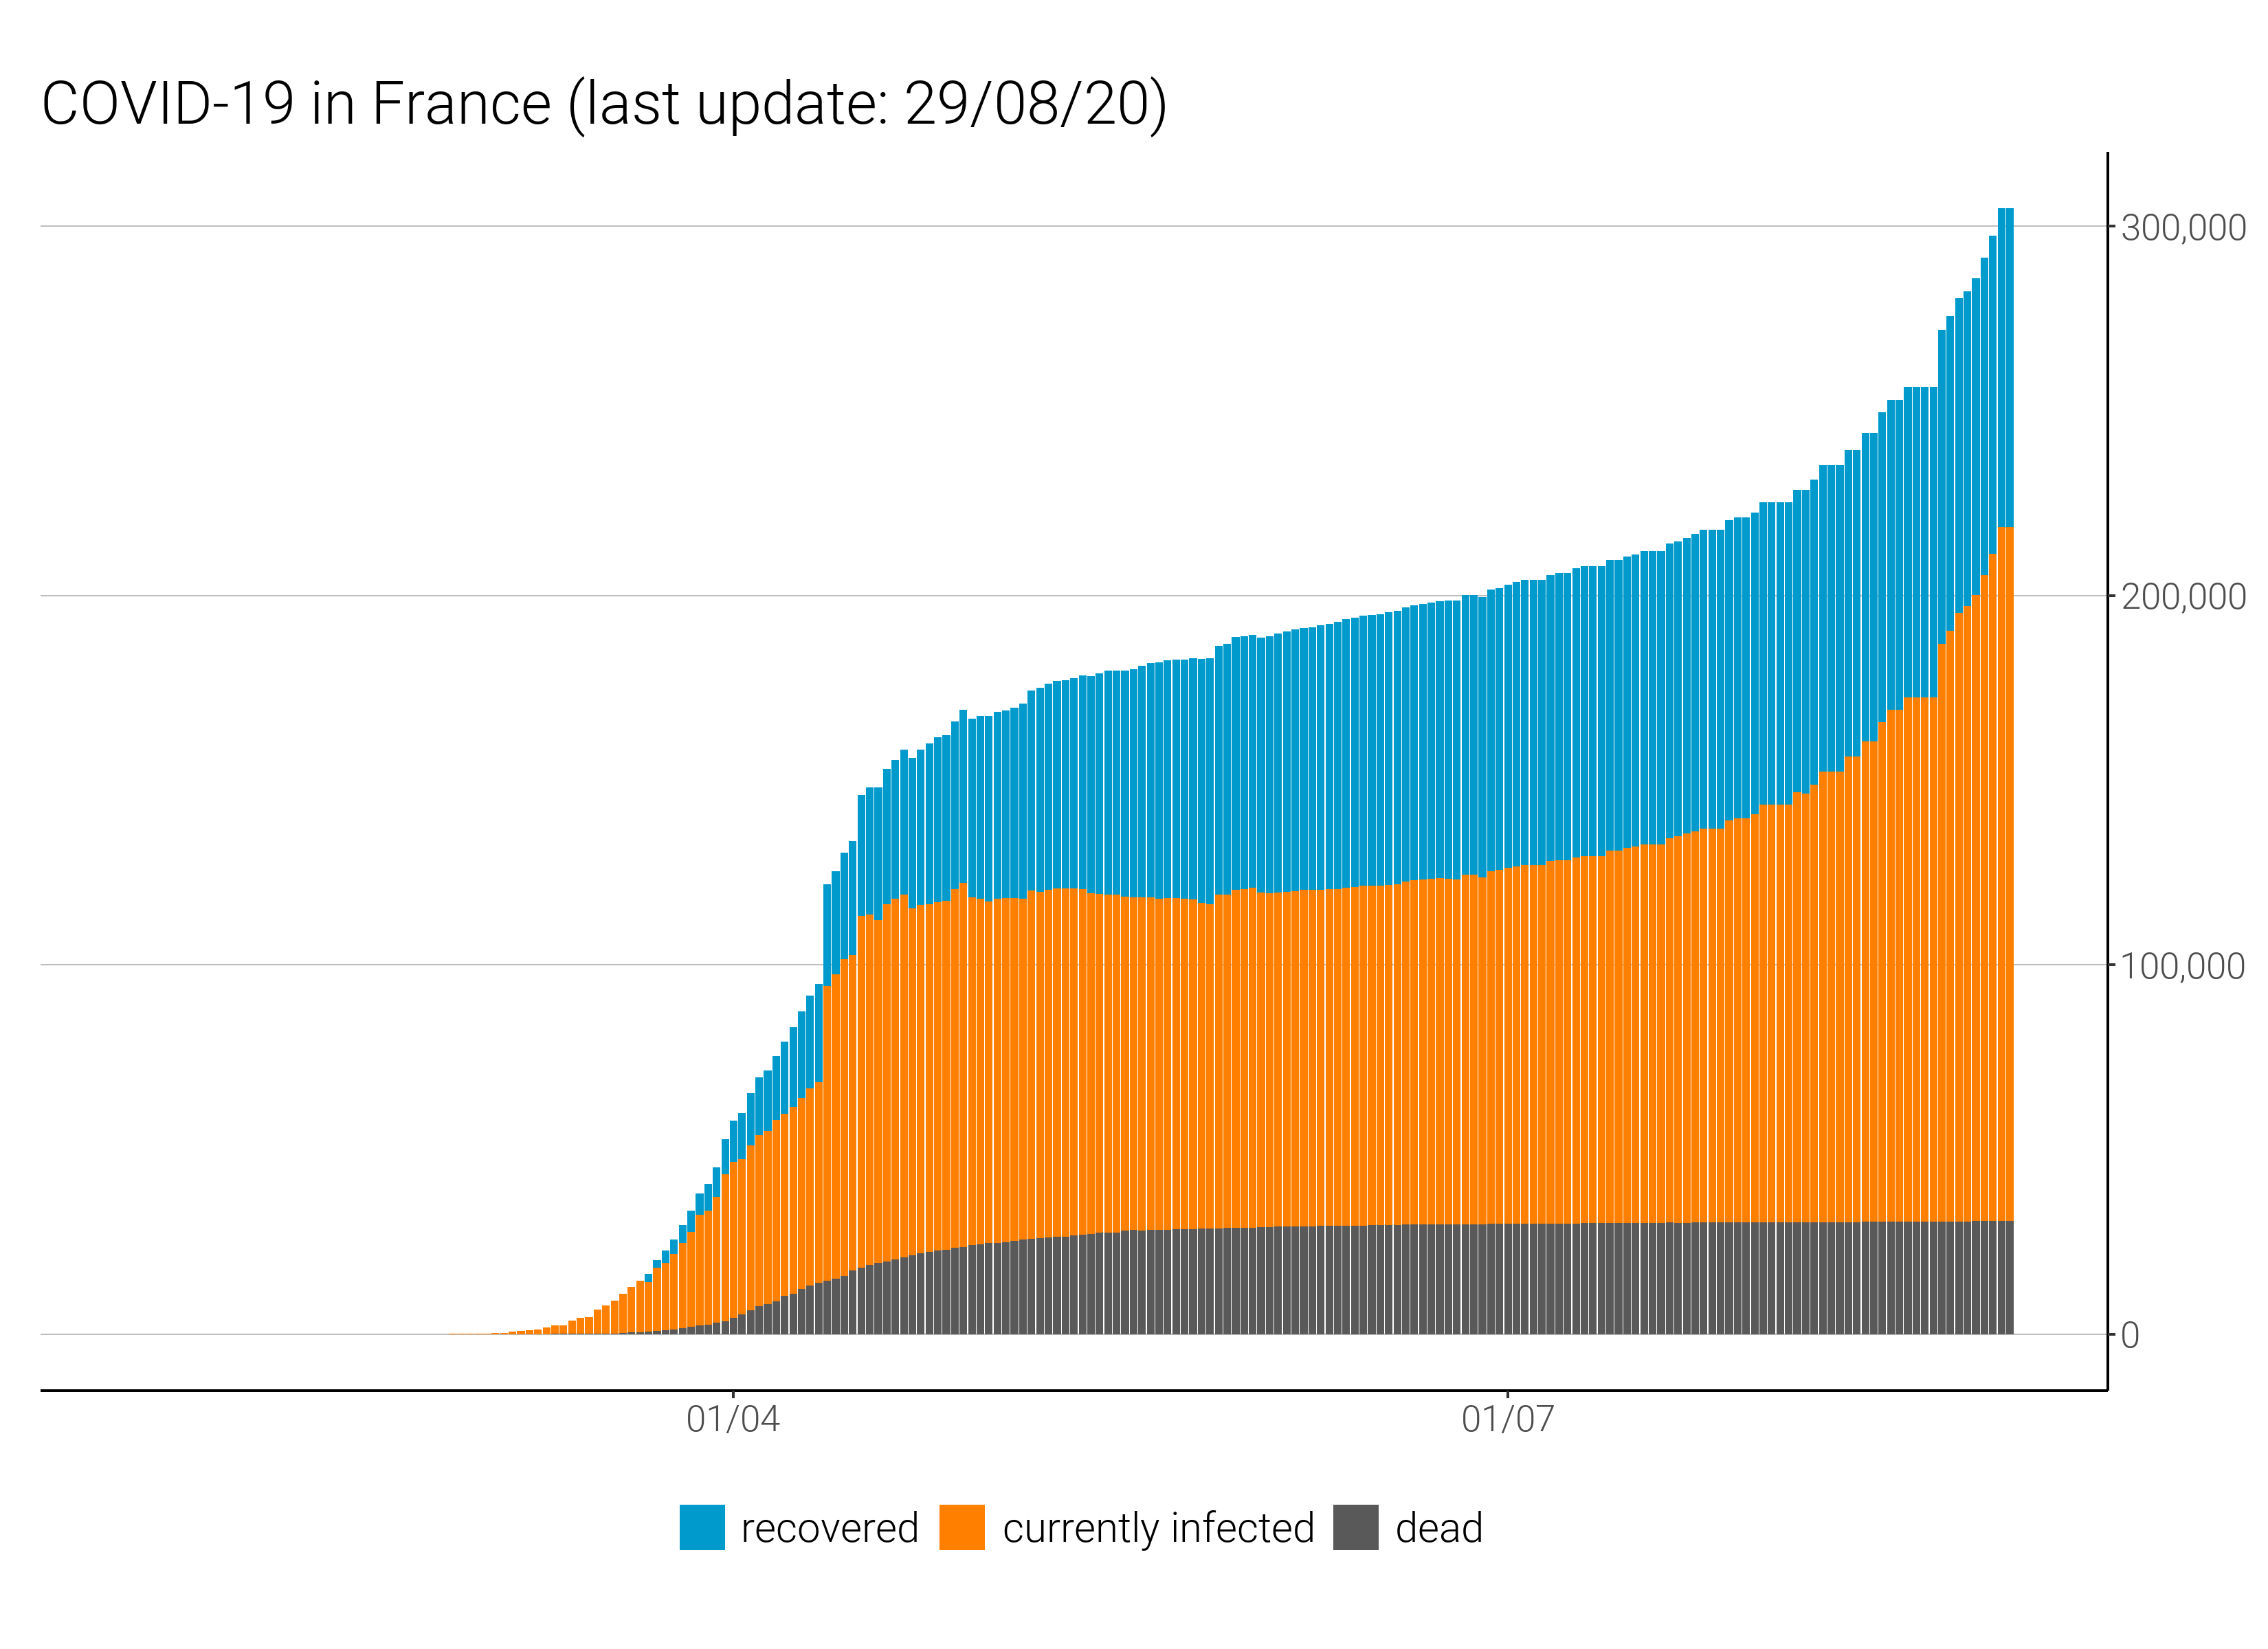 COVID-19 in France (last update: 29/08/20)
300,000
200,000
100,000
0
01/04 01/07
recovered currently infected dead